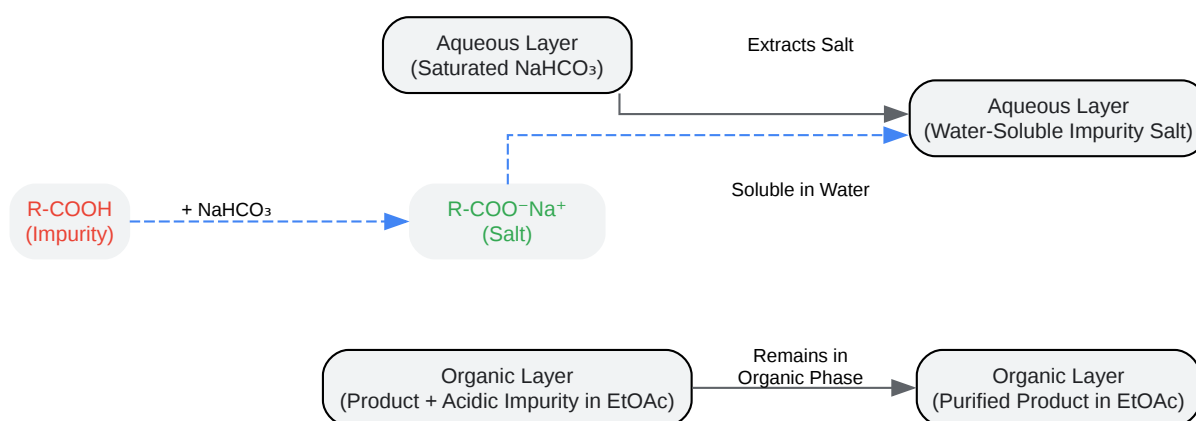 Aqueous Layer
(Saturated NaHCO₃)
Extracts Salt
Aqueous Layer
(Water-Soluble Impurity Salt)
Soluble in Water
R-COOH
(Impurity)
+ NaHCO₃
R-COO⁻Na⁺
(Salt)
Organic Layer
(Product + Acidic Impurity in EtOAc)
Remains in
Organic Phase
Organic Layer
(Purified Product in EtOAc)